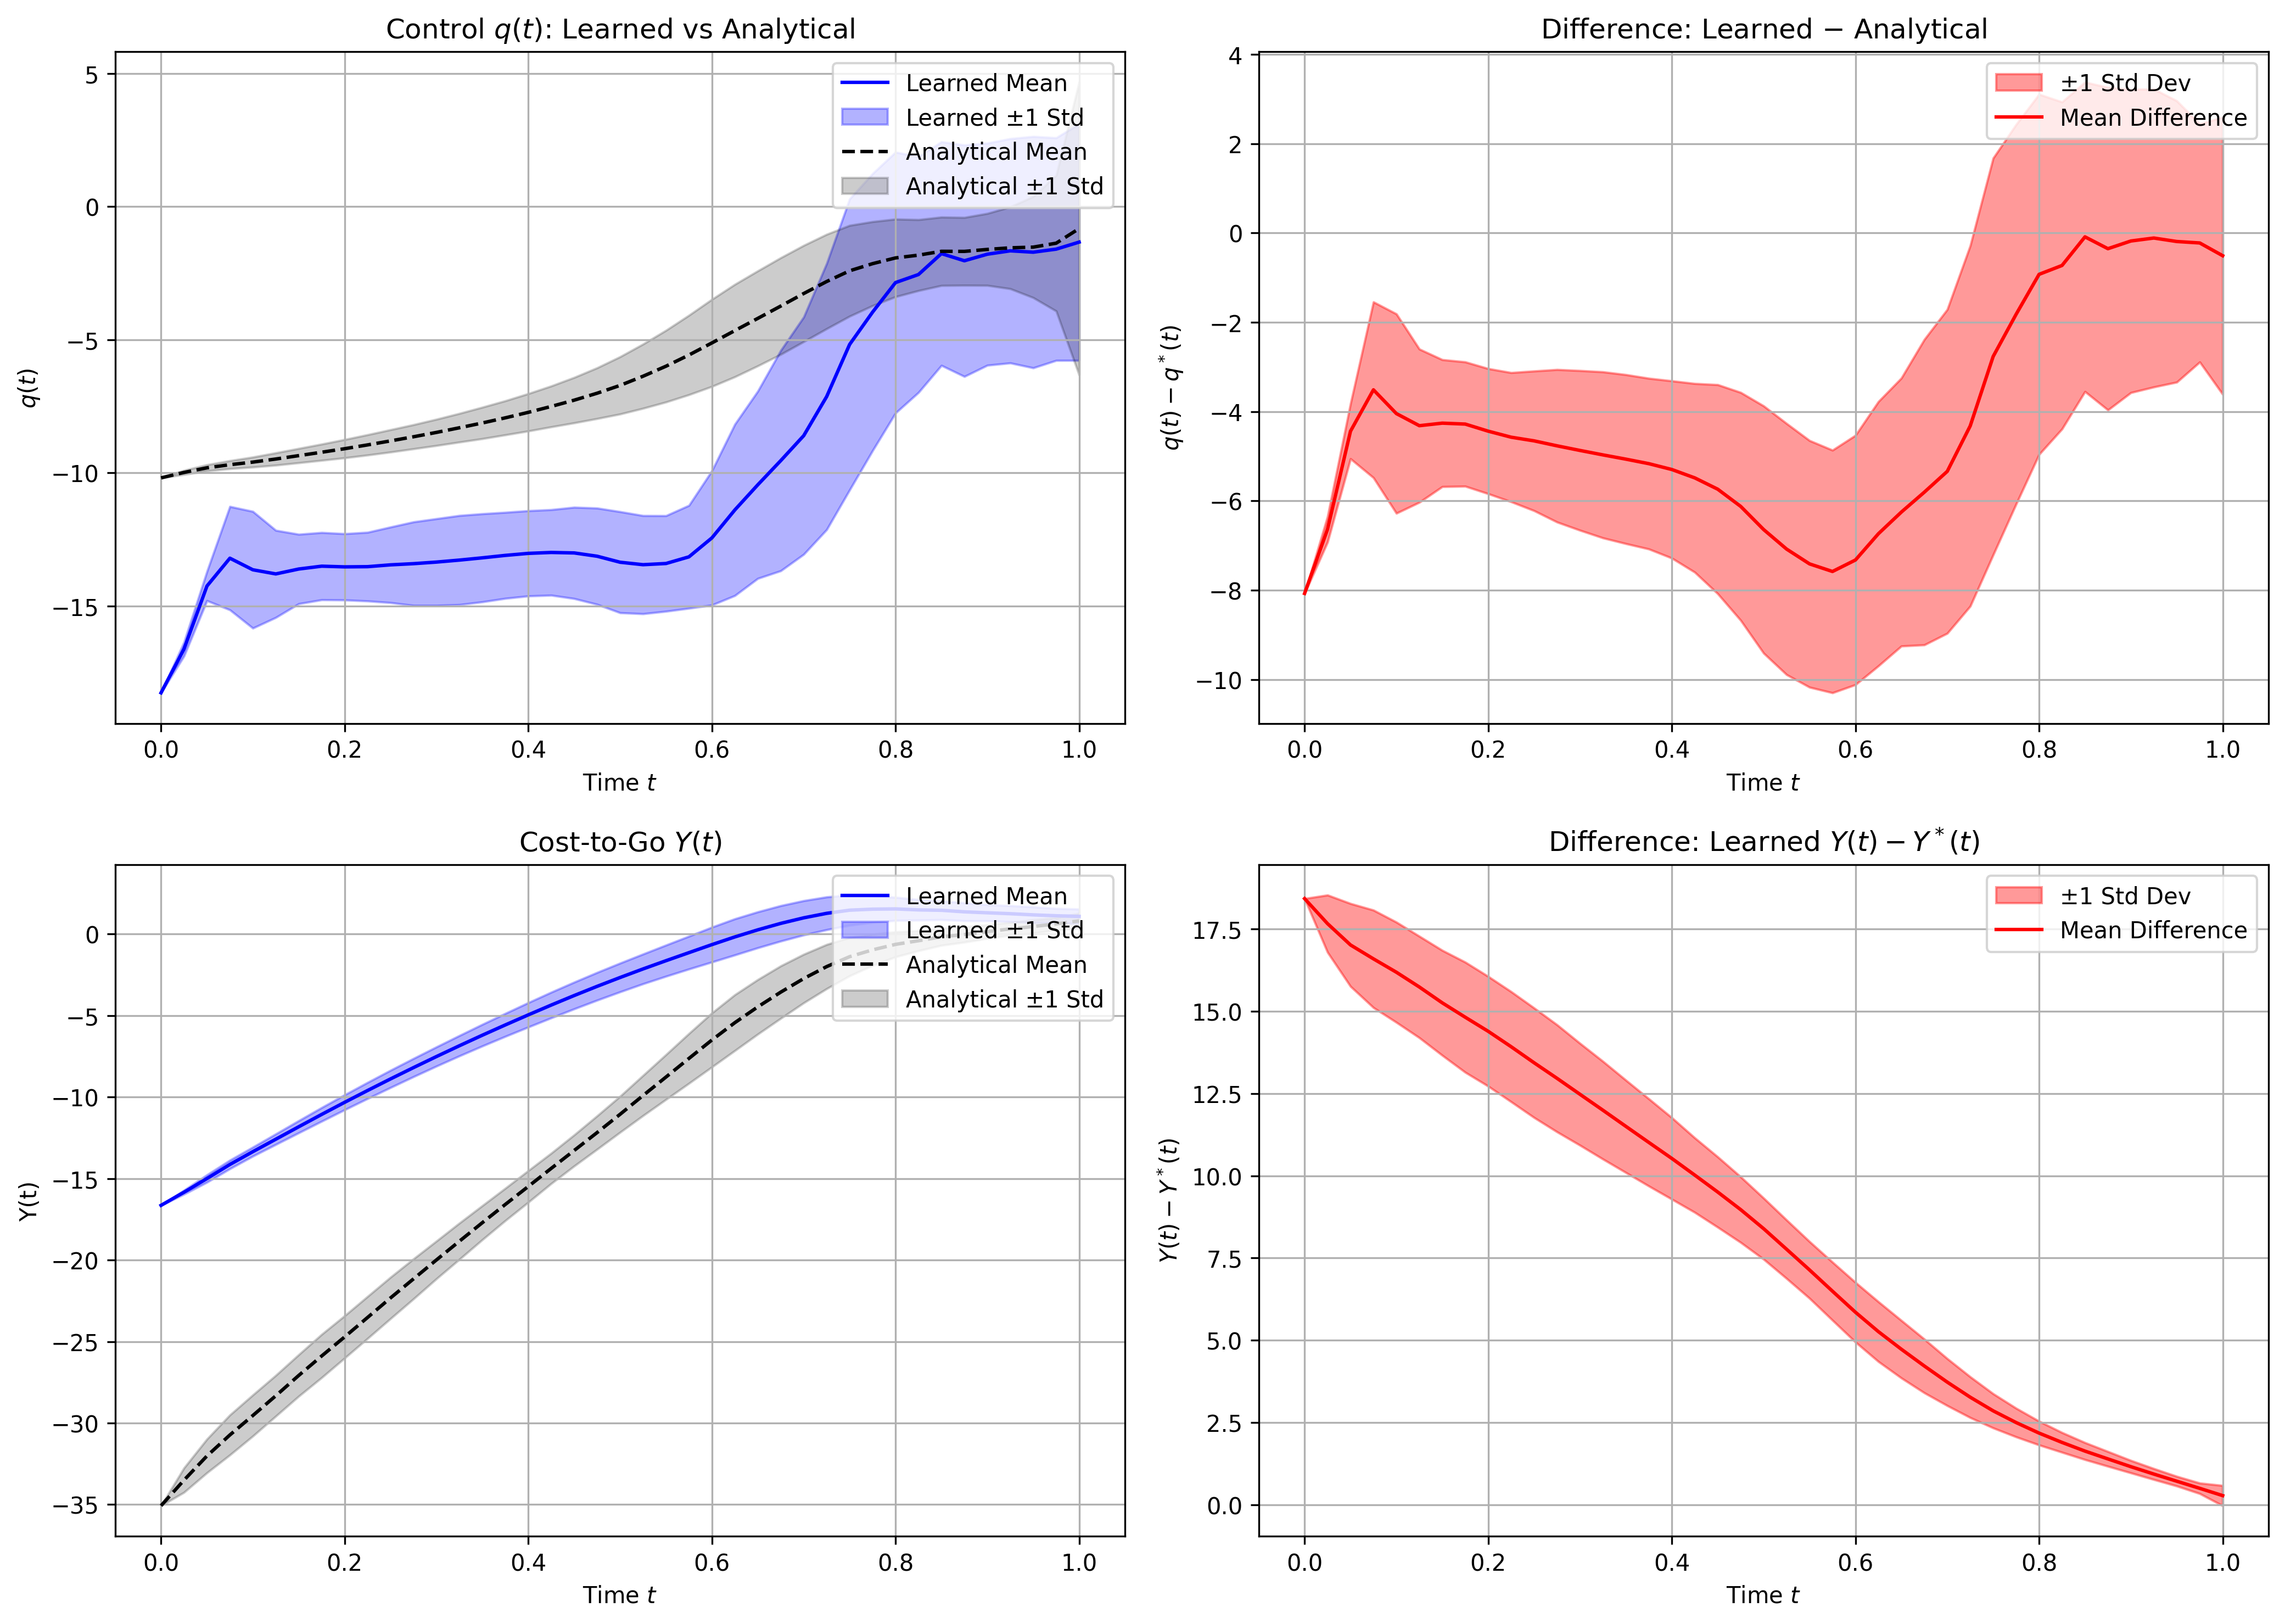 Control q(t): Learned vs Analytical
5
0
−5
−10
−15
q(t)
Learned Mean
Learned ±1 Std
Analytical Mean
Analytical ±1 Std
0.0 0.2 0.4 0.6 0.8 1.0
Time t
Difference: Learned − Analytical
4
2
0
−2
−4
−6
−8
−10
q(t) − q*(t)
±1 Std Dev
Mean Difference
0.0 0.2 0.4 0.6 0.8 1.0
Time t
Cost-to-Go Y(t)
0
−5
−10
−15
−20
−25
−30
−35
Y(t)
Learned Mean
Learned ±1 Std
Analytical Mean
Analytical ±1 Std
0.0 0.2 0.4 0.6 0.8 1.0
Time t
Difference: Learned Y(t) − Y*(t)
17.5
15.0
12.5
10.0
7.5
5.0
2.5
0.0
Y(t) − Y*(t)
±1 Std Dev
Mean Difference
0.0 0.2 0.4 0.6 0.8 1.0
Time t